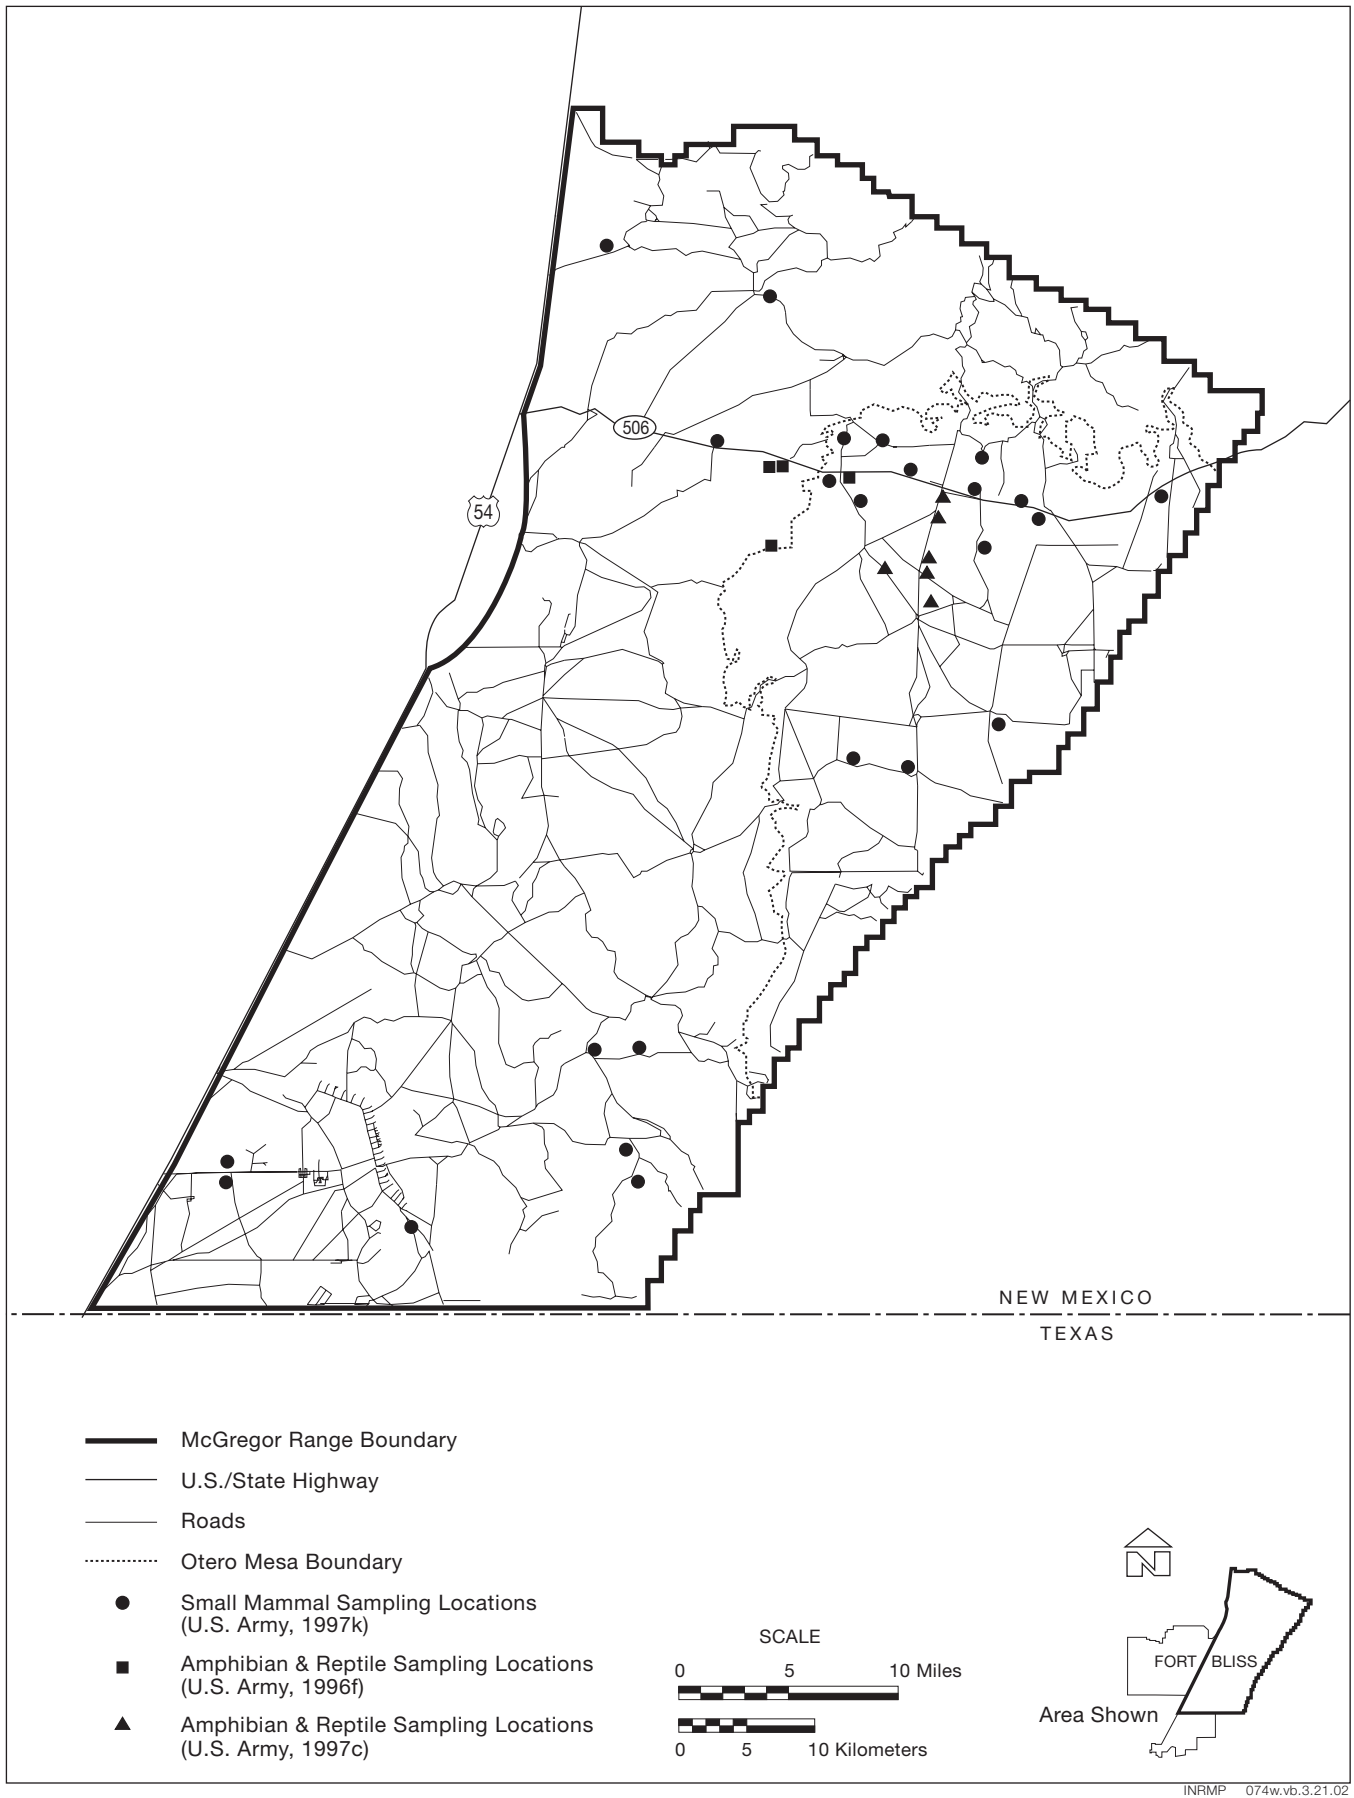 506
54
NEW MEXICO
TEXAS
McGregor Range Boundary
U.S./State Highway
Roads
Otero Mesa Boundary
Small Mammal Sampling Locations
(U.S. Army, 1997k)
Amphibian & Reptile Sampling Locations
(U.S. Army, 1996f)
Amphibian & Reptile Sampling Locations
(U.S. Army, 1997c)
SCALE
0 5 10 Miles
0 5 10 Kilometers
N
FORT BLISS
Area Shown
INRMP 074w.vb.3.21.02